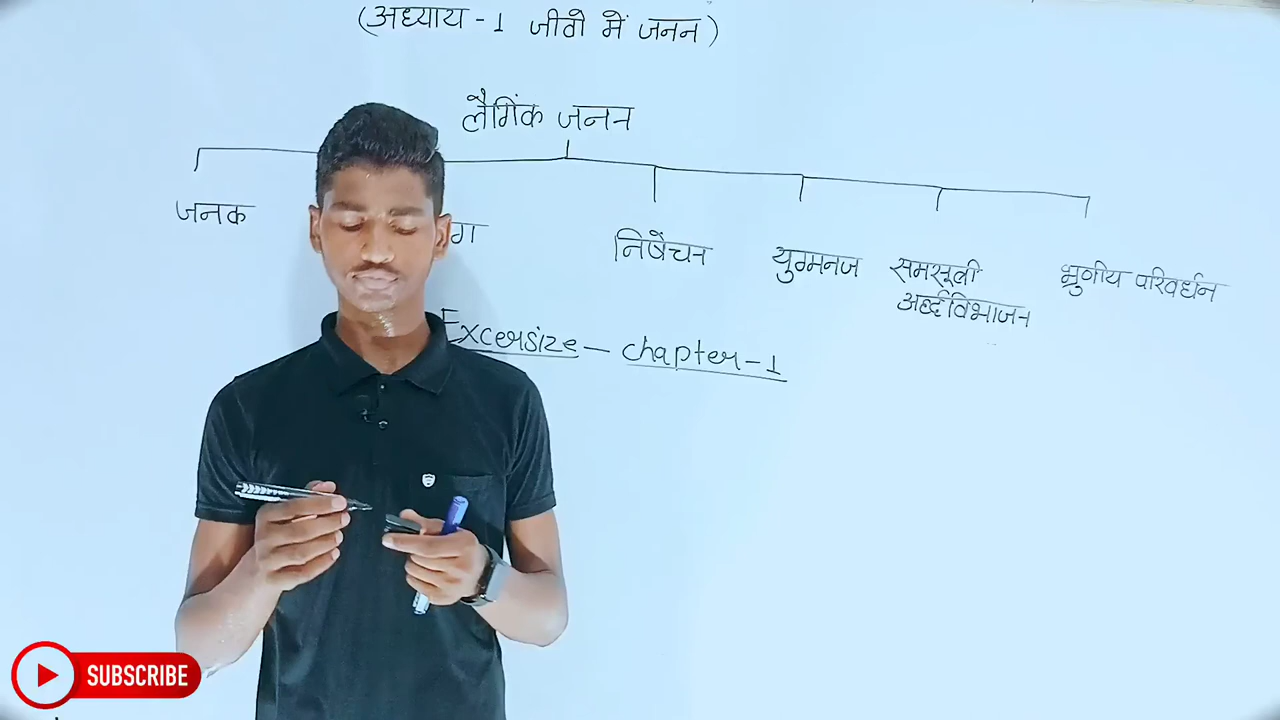 (अध्याय - 1 जीवो में जनन)
लैगिंक जनन
जनक
निषेचन
युग्मनज
समसूत्री
अर्द्धविभाजन
भ्रुणीय परिवर्धन
Excersize - chapter - 1
SUBSCRIBE